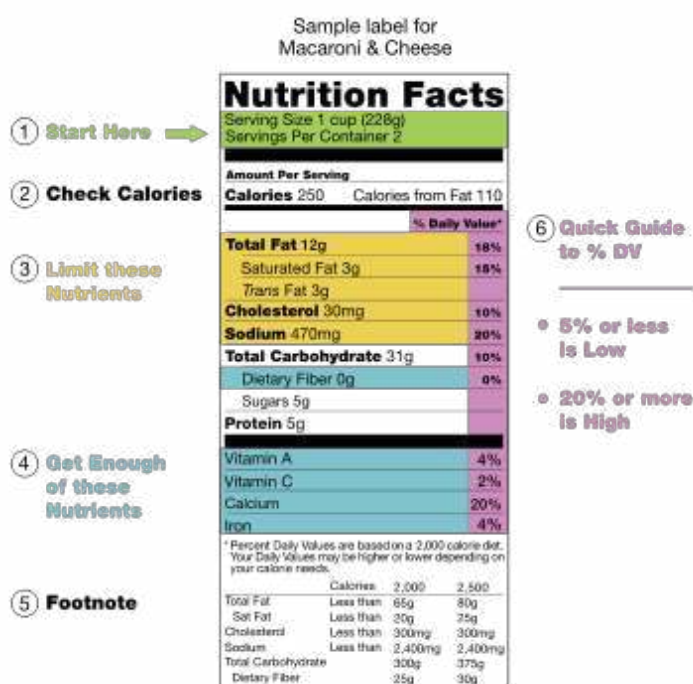 Sample label for
Macaroni & Cheese
Nutrition Facts
① Start Here
Serving Size 1 cup (228g)
Servings Per Container 2
Amount Per Serving
② Check Calories
Calories 250 Calories from Fat 110
% Daily Value*
③ Limit these
Nutrients
Total Fat 12g 18%
Saturated Fat 3g 15%
Trans Fat 3g
Cholesterol 30mg 10%
Sodium 470mg 20%
Total Carbohydrate 31g 10%
Dietary Fiber 0g 0%
Sugars 5g
Protein 5g
④ Get Enough
of these
Nutrients
Vitamin A 4%
Vitamin C 2%
Calcium 20%
Iron 4%
* Percent Daily Values are based on a 2,000 calorie diet.
Your Daily Values may be higher or lower depending on
your calorie needs.
⑤ Footnote
Calories 2,000 2,500
Total Fat Less than 65g 80g
Sat Fat Less than 20g 25g
Cholesterol Less than 300mg 300mg
Sodium Less than 2,400mg 2,400mg
Total Carbohydrate 300g 375g
Dietary Fiber 25g 30g
⑥ Quick Guide
to % DV
• 5% or less
is Low
• 20% or more
is High